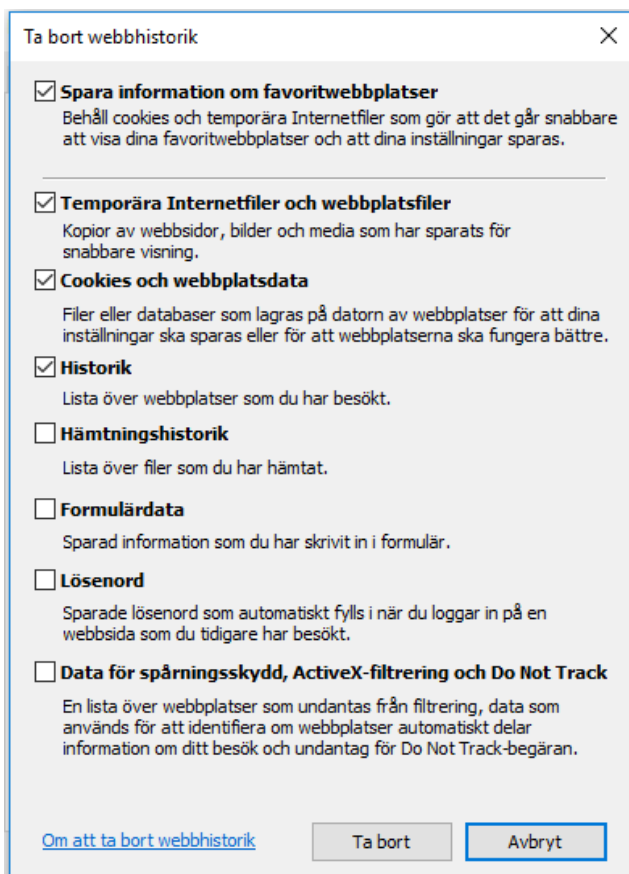 Ta bort webbhistorik
Spara information om favoritwebbplatser
Behåll cookies och temporära Internetfiler som gör att det går snabbare
att visa dina favoritwebbplatser och att dina inställningar sparas.
Temporära Internetfiler och webbplatsfiler
Kopior av webbsidor, bilder och media som har sparats för
snabbare visning.
Cookies och webbplatsdata
Filer eller databaser som lagras på datorn av webbplatser för att dina
inställningar ska sparas eller för att webbplatserna ska fungera bättre.
Historik
Lista över webbplatser som du har besökt.
Hämtningshistorik
Lista över filer som du har hämtat.
Formulärdata
Sparad information som du har skrivit in i formulär.
Lösenord
Sparade lösenord som automatiskt fylls i när du loggar in på en
webbsida som du tidigare har besökt.
Data för spårningsskydd, ActiveX-filtrering och Do Not Track
En lista över webbplatser som undantas från filtrering, data som
används för att identifiera om webbplatser automatiskt delar
information om ditt besök och undantag för Do Not Track-begäran.
Om att ta bort webbhistorik
Ta bort
Avbryt